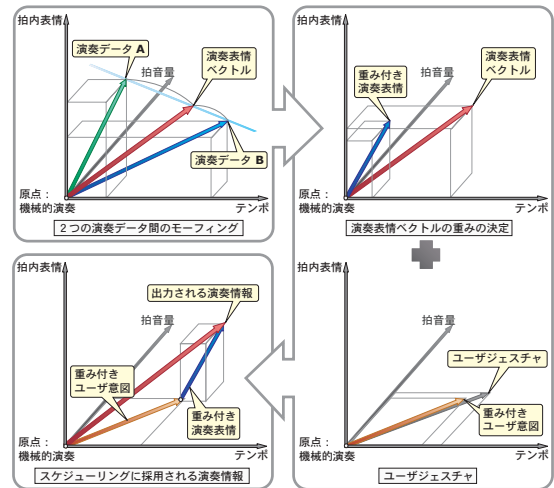 拍内表情
演奏データ A
拍音量
演奏表情
ベクトル
演奏データ B
原点：
機械的演奏
テンポ
２つの演奏データ間のモーフィング
拍内表情
重み付き
演奏表情
拍音量
演奏表情
ベクトル
原点：
機械的演奏
テンポ
演奏表情ベクトルの重みの決定
拍内表情
出力される演奏情報
拍音量
重み付き
ユーザ意図
重み付き
演奏表情
原点：
機械的演奏
テンポ
スケジューリングに採用される演奏情報
拍内表情
拍音量
ユーザジェスチャ
重み付き
ユーザ意図
原点：
機械的演奏
テンポ
ユーザジェスチャ